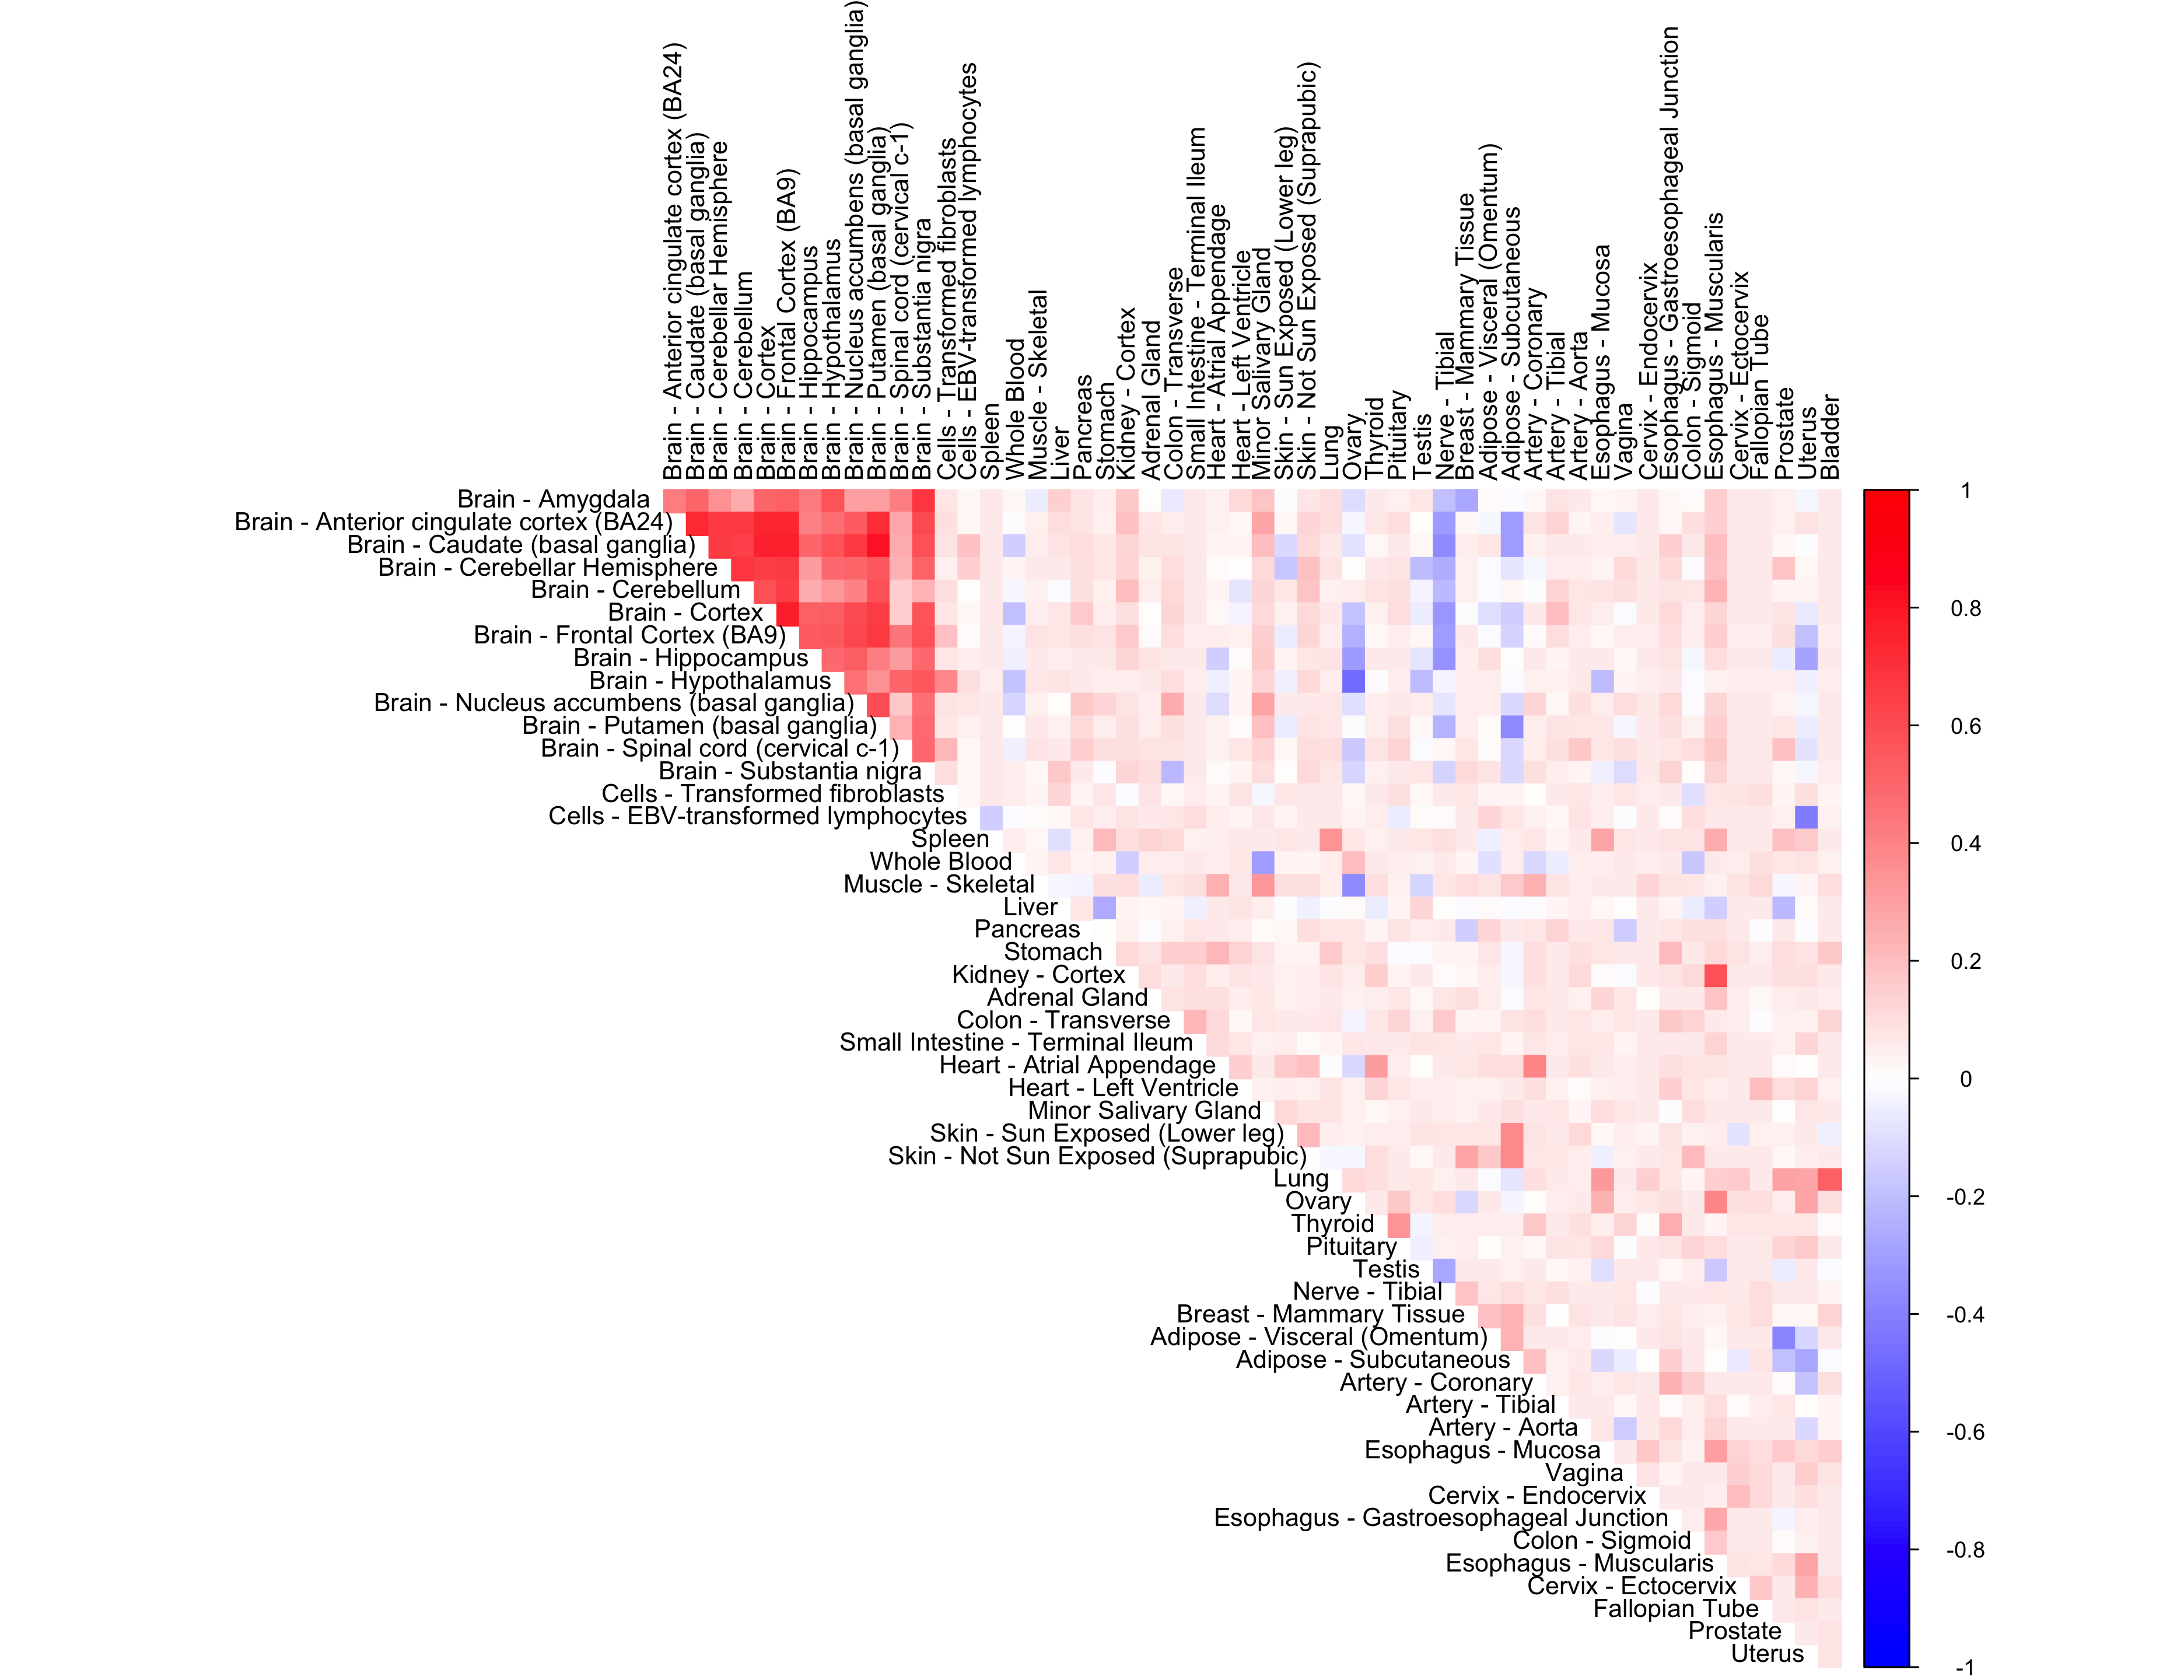 Brain - Anterior cingulate cortex (BA24)
Brain - Caudate (basal ganglia)
Brain - Cerebellar Hemisphere
Brain - Cerebellum
Brain - Cortex
Brain - Frontal Cortex (BA9)
Brain - Hippocampus
Brain - Hypothalamus
Brain - Nucleus accumbens (basal ganglia)
Brain - Putamen (basal ganglia)
Brain - Spinal cord (cervical c-1)
Brain - Substantia nigra
Cells - Transformed fibroblasts
Cells - EBV-transformed lymphocytes
Spleen
Whole Blood
Muscle - Skeletal
Liver
Pancreas
Stomach
Kidney - Cortex
Adrenal Gland
Colon - Transverse
Small Intestine - Terminal Ileum
Heart - Atrial Appendage
Heart - Left Ventricle
Minor Salivary Gland
Skin - Sun Exposed (Lower leg)
Skin - Not Sun Exposed (Suprapubic)
Lung
Ovary
Thyroid
Pituitary
Testis
Nerve - Tibial
Breast - Mammary Tissue
Adipose - Visceral (Omentum)
Adipose - Subcutaneous
Artery - Coronary
Artery - Tibial
Artery - Aorta
Esophagus - Mucosa
Vagina
Cervix - Endocervix
Esophagus - Gastroesophageal Junction
Colon - Sigmoid
Esophagus - Muscularis
Cervix - Ectocervix
Fallopian Tube
Prostate
Uterus
Bladder
Brain - Amygdala
Brain - Anterior cingulate cortex (BA24)
Brain - Caudate (basal ganglia)
Brain - Cerebellar Hemisphere
Brain - Cerebellum
Brain - Cortex
Brain - Frontal Cortex (BA9)
Brain - Hippocampus
Brain - Hypothalamus
Brain - Nucleus accumbens (basal ganglia)
Brain - Putamen (basal ganglia)
Brain - Spinal cord (cervical c-1)
Brain - Substantia nigra
Cells - Transformed fibroblasts
Cells - EBV-transformed lymphocytes
Spleen
Whole Blood
Muscle - Skeletal
Liver
Pancreas
Stomach
Kidney - Cortex
Adrenal Gland
Colon - Transverse
Small Intestine - Terminal Ileum
Heart - Atrial Appendage
Heart - Left Ventricle
Minor Salivary Gland
Skin - Sun Exposed (Lower leg)
Skin - Not Sun Exposed (Suprapubic)
Lung
Ovary
Thyroid
Pituitary
Testis
Nerve - Tibial
Breast - Mammary Tissue
Adipose - Visceral (Omentum)
Adipose - Subcutaneous
Artery - Coronary
Artery - Tibial
Artery - Aorta
Esophagus - Mucosa
Vagina
Cervix - Endocervix
Esophagus - Gastroesophageal Junction
Colon - Sigmoid
Esophagus - Muscularis
Cervix - Ectocervix
Fallopian Tube
Prostate
Uterus
1
0.8
0.6
0.4
0.2
0
-0.2
-0.4
-0.6
-0.8
-1